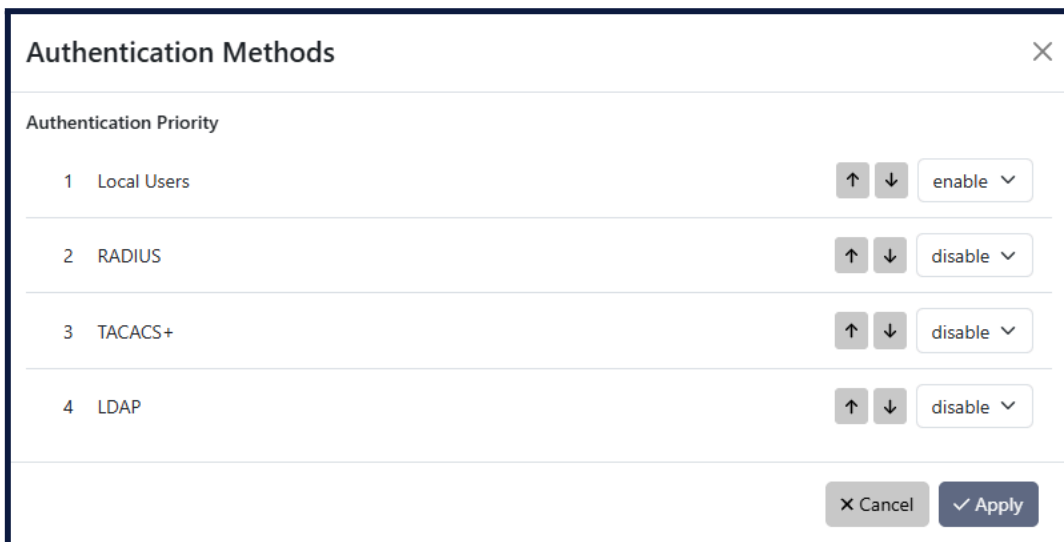 Authentication Methods
Authentication Priority
1 Local Users enable
2 RADIUS disable
3 TACACS+ disable
4 LDAP disable
Cancel Apply